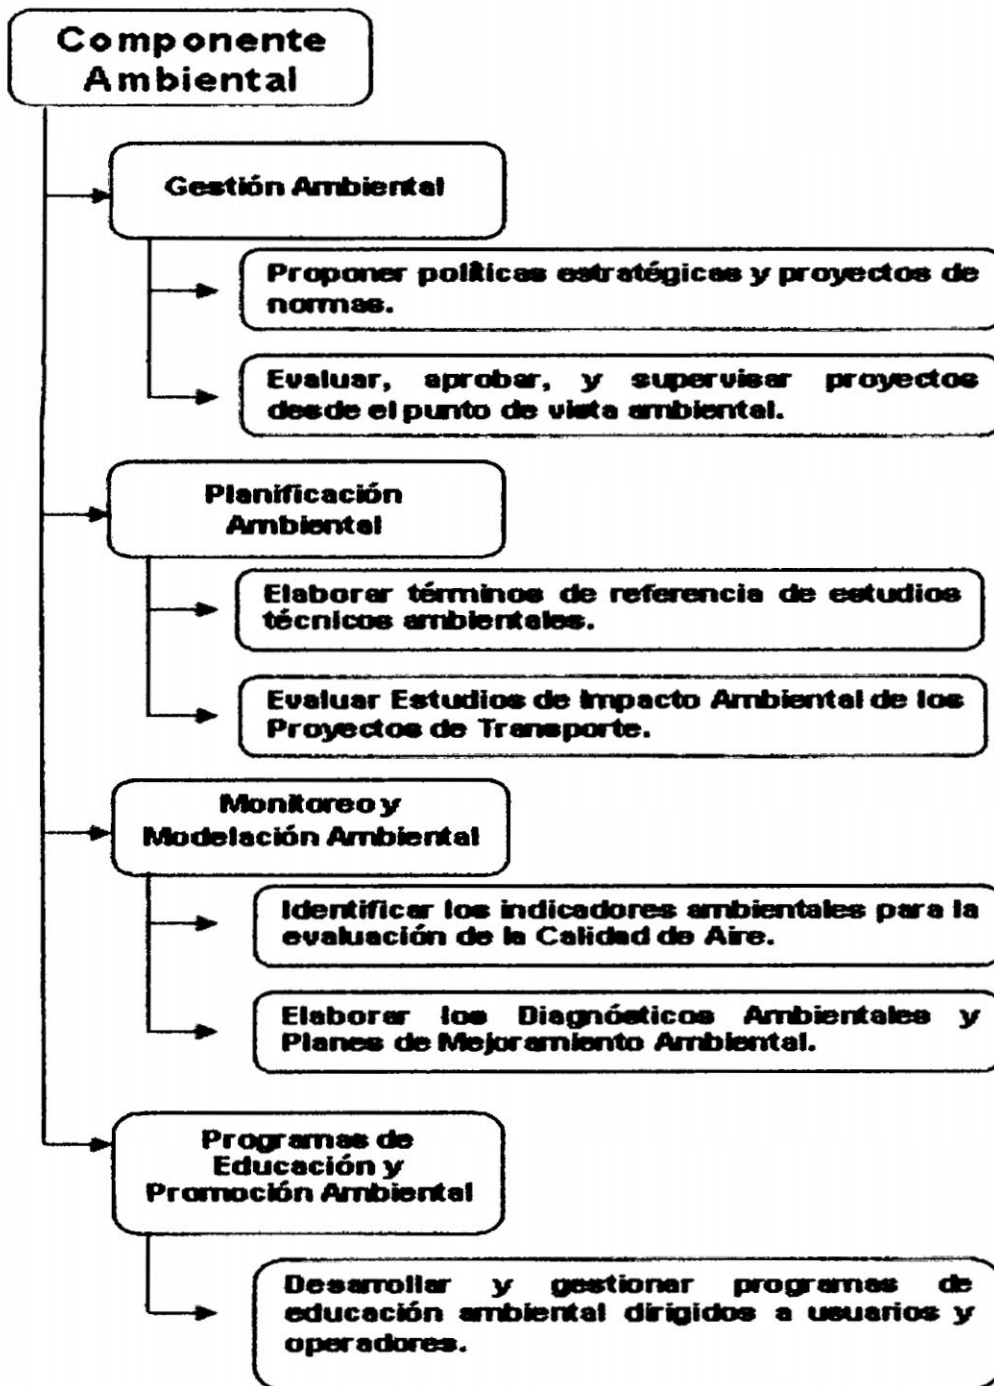 Componente
Ambiental
Gestión Ambiental
Proponer políticas estratégicas y proyectos de
normas.
Evaluar, aprobar, y supervisar proyectos
desde el punto de vista ambiental.
Planificación
Ambiental
Elaborar términos de referencia de estudios
técnicos ambientales.
Evaluar Estudios de Impacto Ambiental de los
Proyectos de Transporte.
Monitoreo y
Modelación Ambiental
Identificar los indicadores ambientales para la
evaluación de la Calidad de Aire.
Elaborar los Diagnósticos Ambientales y
Planes de Mejoramiento Ambiental.
Programas de
Educación y
Promoción Ambiental
Desarrollar y gestionar programas de
educación ambiental dirigidos a usuarios y
operadores.